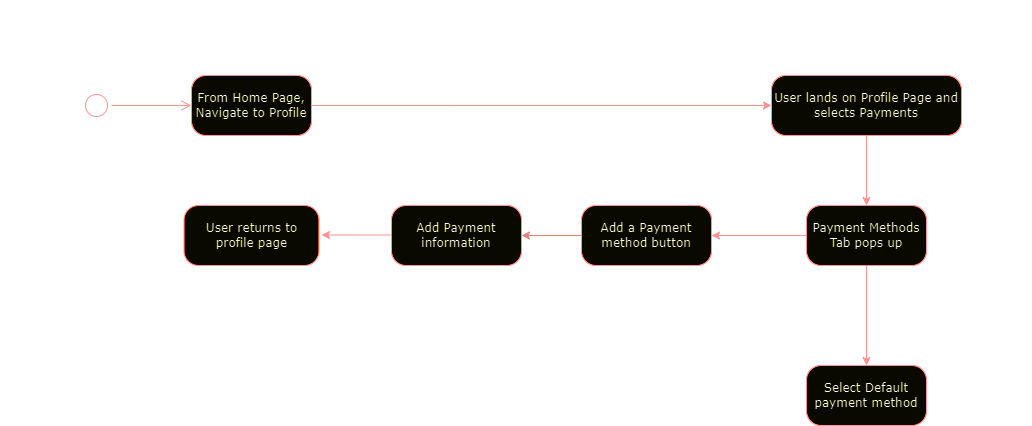 From Home Page,
Navigate to Profile
User lands on Profile Page and
selects Payments
User returns to
profile page
Add Payment
information
Add a Payment
method button
Payment Methods
Tab pops up
Select Default
payment method